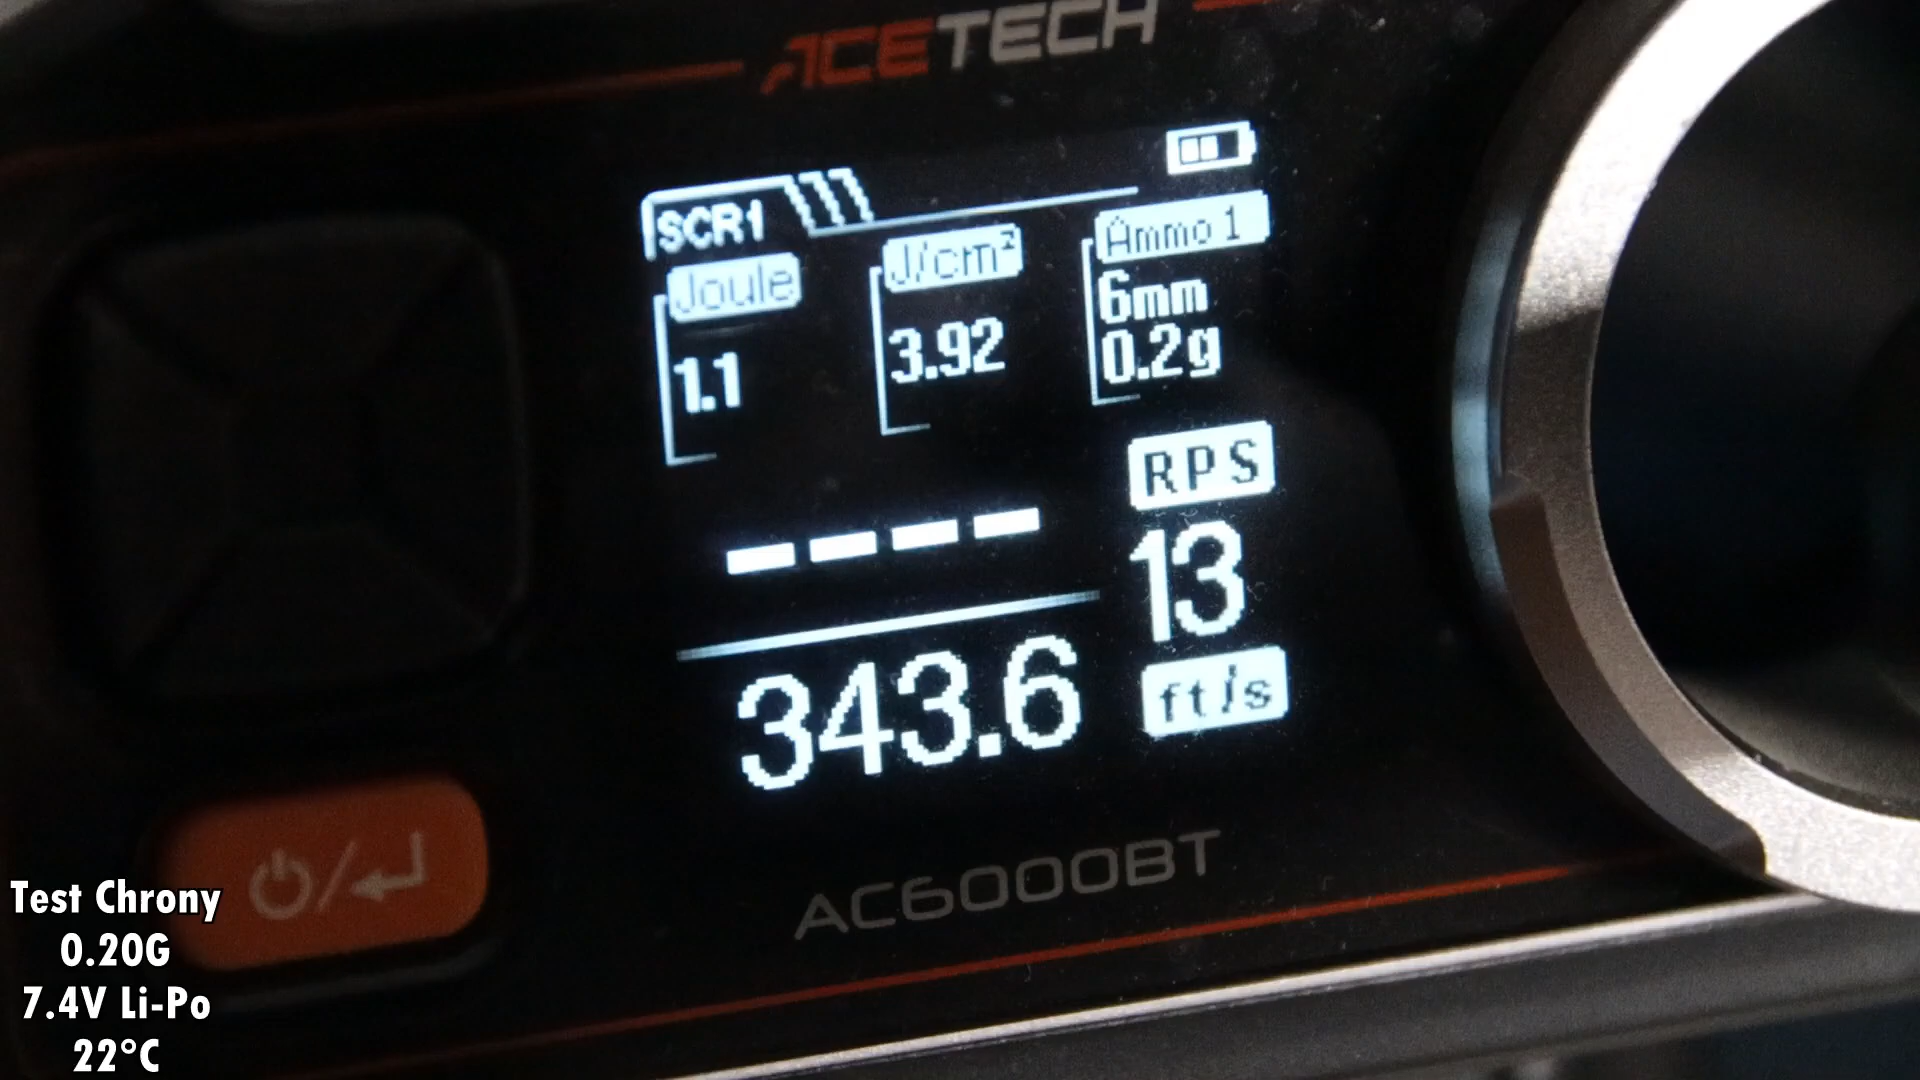 ACETECH
SCR1
Joule
1.1
J/cm²
3.92
Ammo 1
6mm
0.2g
RPS
13
----
343.6
ft/s
AC6000BT
Test Chrony
0.20G
7.4V Li-Po
22°C